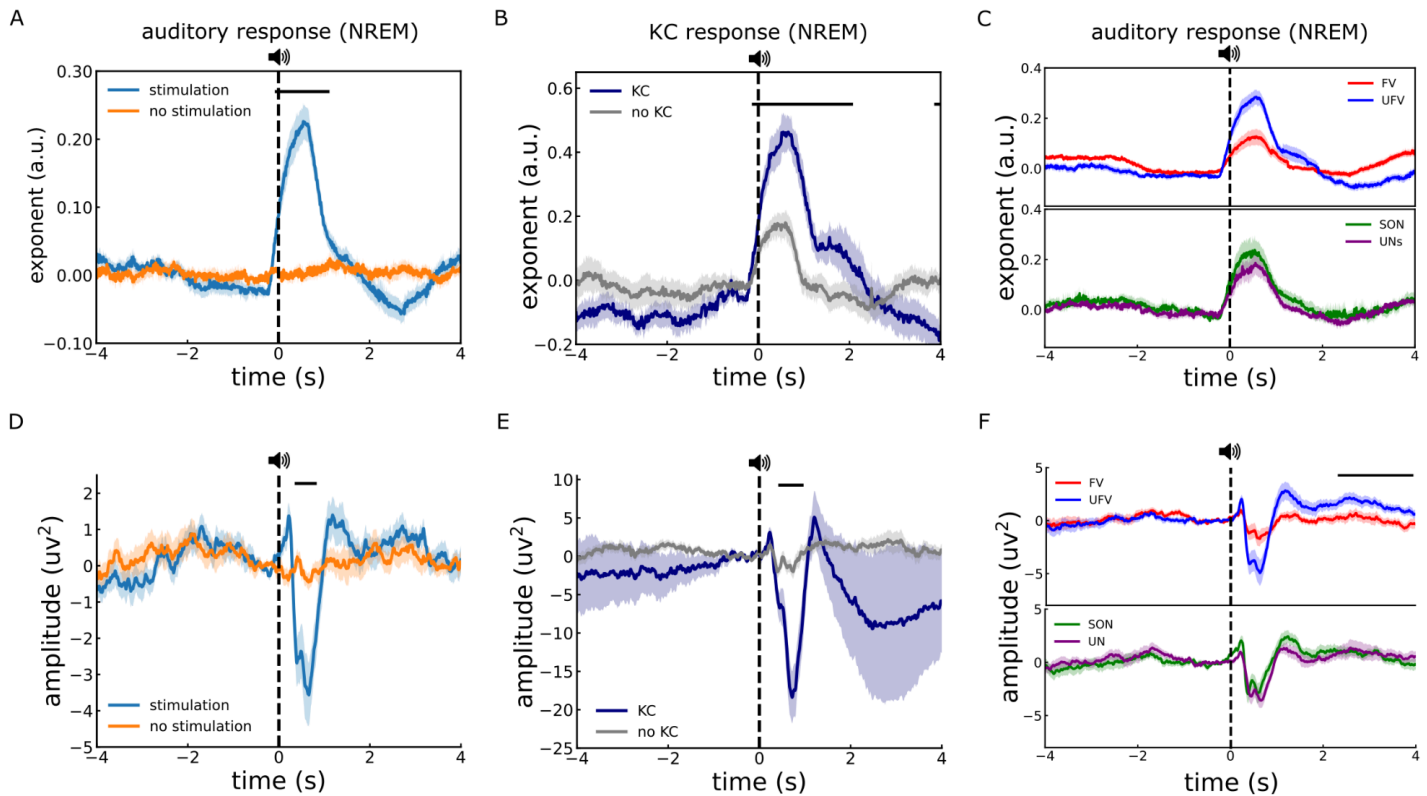 A
auditory response (NREM)
0.30
0.20
0.10
0.00
−0.10
exponent (a.u.)
stimulation
no stimulation
−4
−2
0
2
4
time (s)
B
KC response (NREM)
0.6
0.4
0.2
0.0
−0.2
exponent (a.u.)
KC
no KC
−4
−2
0
2
4
time (s)
C
auditory response (NREM)
0.4
0.2
0.0
FV
UFV
exponent (a.u.)
0.4
0.2
0.0
SON
UNs
−4
−2
0
2
4
time (s)
D
2
1
0
−1
−2
−3
−4
−5
amplitude (uv²)
stimulation
no stimulation
−4
−2
0
2
4
time (s)
E
10
5
0
−5
−10
−15
−20
−25
amplitude (uv²)
KC
no KC
−4
−2
0
2
4
time (s)
F
5
0
−5
FV
UFV
amplitude (uv²)
5
0
−5
SON
UN
−4
−2
0
2
4
time (s)